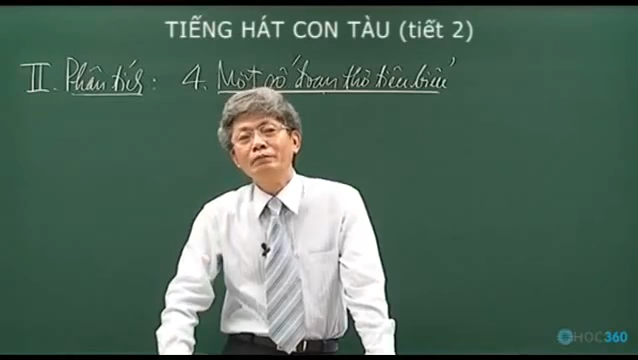 TIẾNG HÁT CON TÀU (tiết 2)
II. Phân tích : 4. Một số đoạn thơ tiêu biểu
HOC360